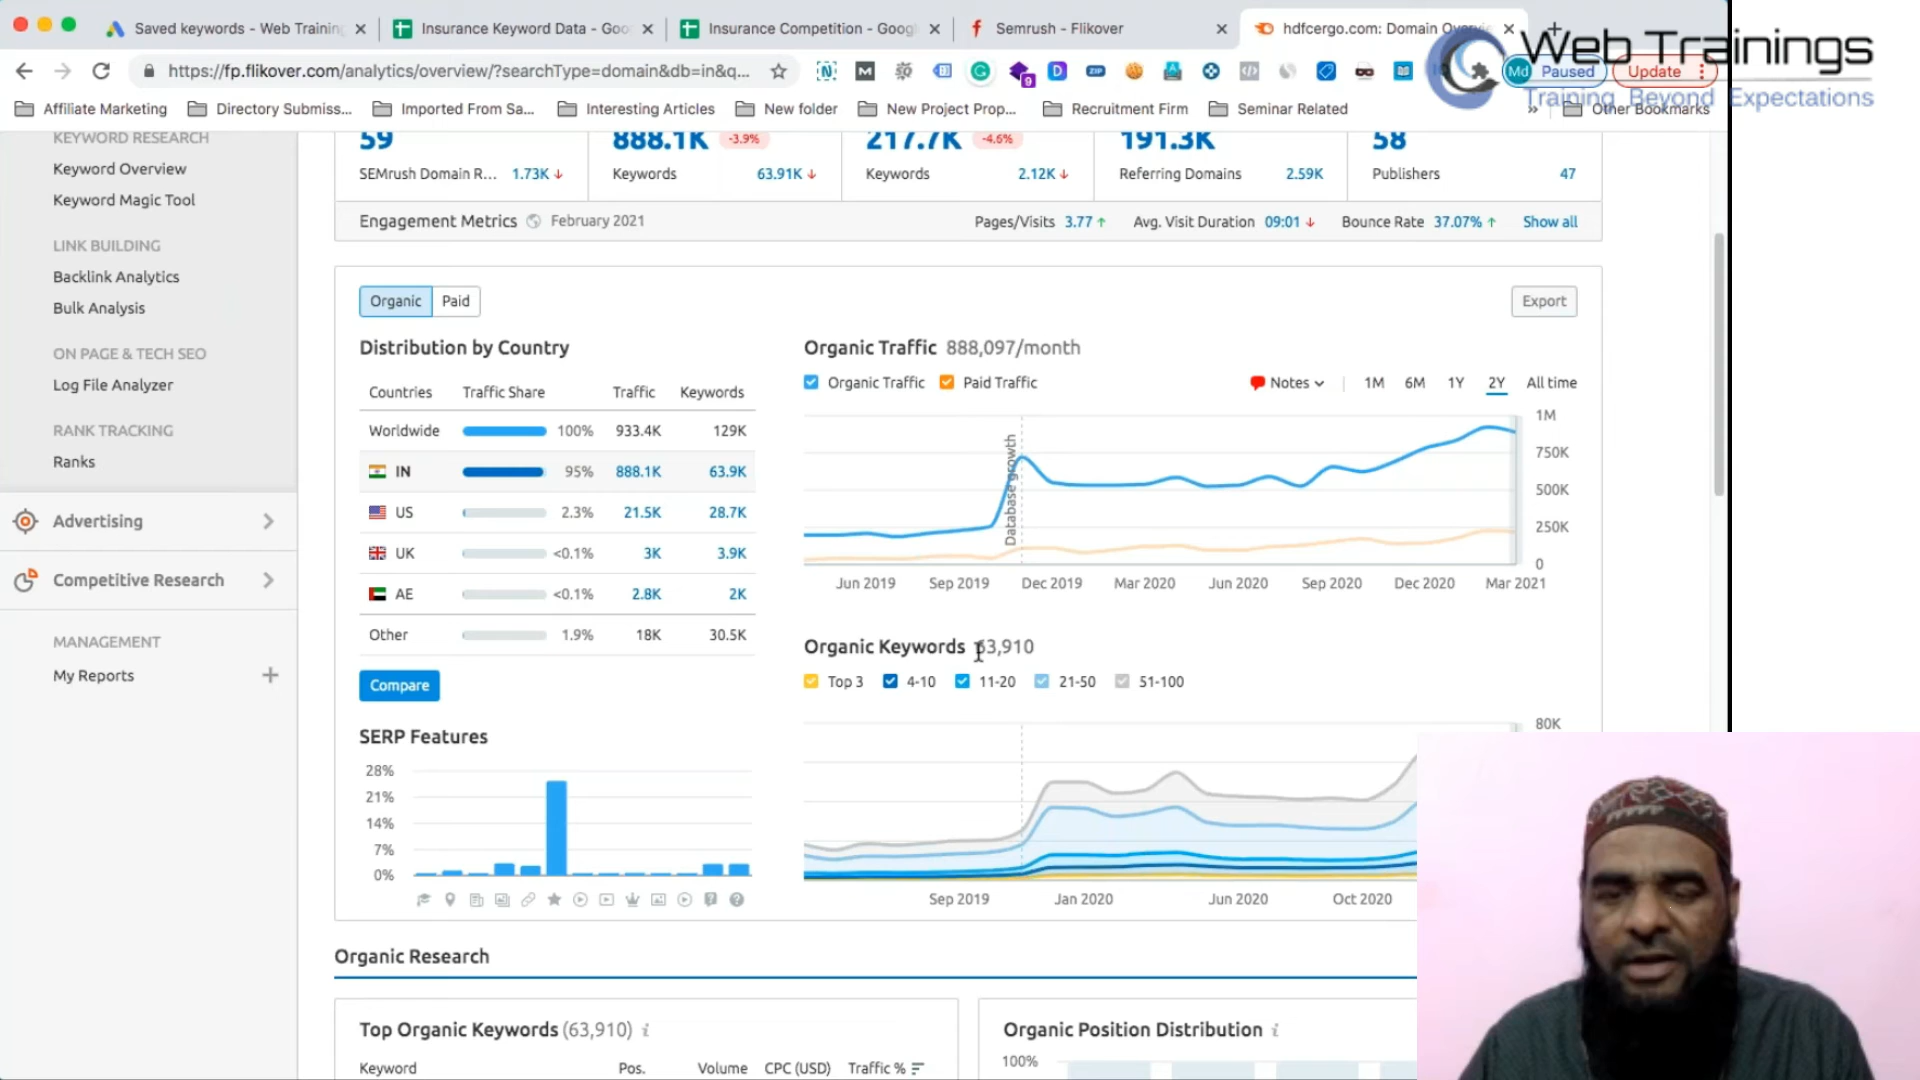 Saved keywords - Web Training
Insurance Keyword Data - Goo
Insurance Competition - Googl
Semrush - Flikover
hdfcergo.com: Domain Overvie
Web Trainings
Training Beyond Expectations
https://fp.flikover.com/analytics/overview/?searchType=domain&db=in&q...
9
ZIP
Md Paused
Update
Affiliate Marketing
Directory Submiss...
Imported From Sa...
Interesting Articles
New folder
New Project Prop...
Recruitment Firm
Seminar Related
»
Other Bookmarks
KEYWORD RESEARCH
Keyword Overview
Keyword Magic Tool
LINK BUILDING
Backlink Analytics
Bulk Analysis
ON PAGE & TECH SEO
Log File Analyzer
RANK TRACKING
Ranks
Advertising
Competitive Research
MANAGEMENT
My Reports +
59 888.1K -3.9% 217.7K -4.6% 191.3K 58
SEMrush Domain R... 1.73K ↓ Keywords 63.91K ↓ Keywords 2.12K ↓ Referring Domains 2.59K Publishers 47
Engagement Metrics February 2021 Pages/Visits 3.77 ↑ Avg. Visit Duration 09:01 ↓ Bounce Rate 37.07% ↑ Show all
Organic Paid
Export
Distribution by Country
Countries Traffic Share Traffic Keywords
Worldwide 100% 933.4K 129K
IN 95% 888.1K 63.9K
US 2.3% 21.5K 28.7K
UK <0.1% 3K 3.9K
AE <0.1% 2.8K 2K
Other 1.9% 18K 30.5K
Compare
SERP Features
28%
21%
14%
7%
0%
Organic Traffic 888,097/month
Organic Traffic Paid Traffic
Notes 1M 6M 1Y 2Y All time
1M
750K
500K
250K
0
Database growth
Jun 2019 Sep 2019 Dec 2019 Mar 2020 Jun 2020 Sep 2020 Dec 2020 Mar 2021
Organic Keywords 63,910
Top 3 4-10 11-20 21-50 51-100
80K
Sep 2019 Jan 2020 Jun 2020 Oct 2020
Organic Research
Top Organic Keywords (63,910) i
Keyword Pos. Volume CPC (USD) Traffic %
Organic Position Distribution i
100%